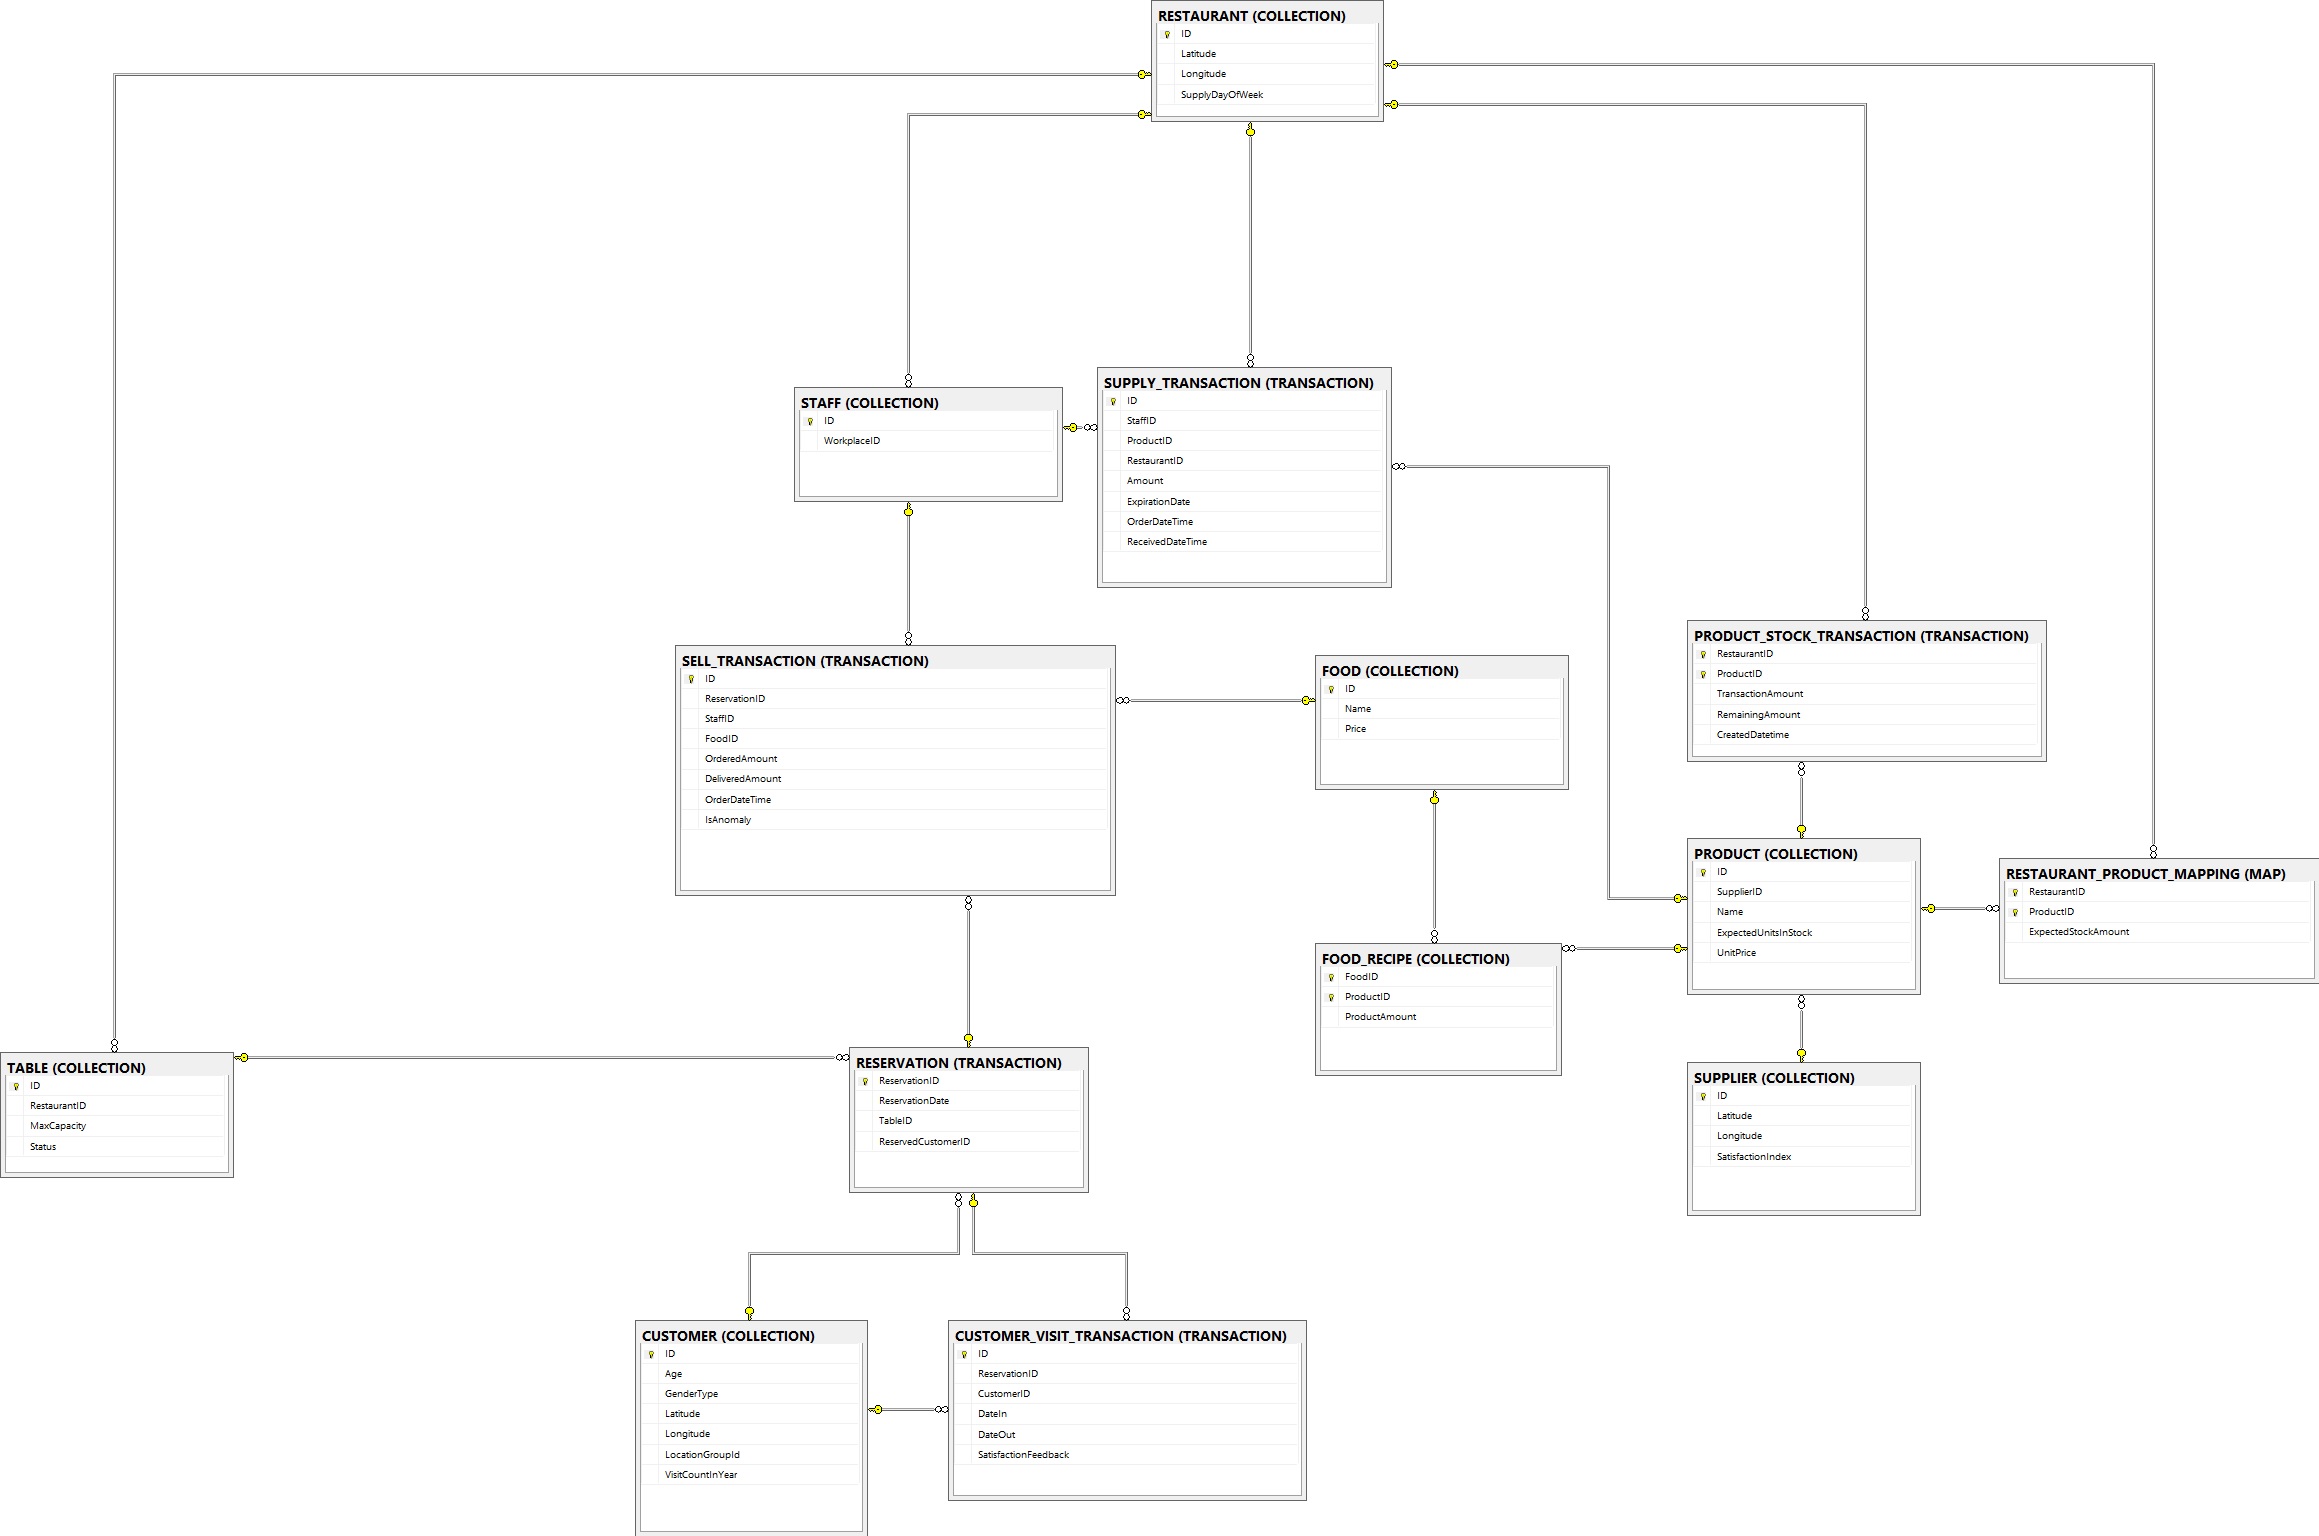 RESTAURANT (COLLECTION)
ID
Latitude
Longitude
SupplyDayOfWeek
STAFF (COLLECTION)
ID
WorkplaceID
SUPPLY_TRANSACTION (TRANSACTION)
ID
StaffID
ProductID
RestaurantID
Amount
ExpirationDate
OrderDateTime
ReceivedDateTime
SELL_TRANSACTION (TRANSACTION)
ID
ReservationID
StaffID
FoodID
OrderedAmount
DeliveredAmount
OrderDateTime
IsAnomaly
FOOD (COLLECTION)
ID
Name
Price
PRODUCT_STOCK_TRANSACTION (TRANSACTION)
RestaurantID
ProductID
TransactionAmount
RemainingAmount
CreatedDatetime
PRODUCT (COLLECTION)
ID
SupplierID
Name
ExpectedUnitsInStock
UnitPrice
RESTAURANT_PRODUCT_MAPPING (MAP)
RestaurantID
ProductID
ExpectedStockAmount
FOOD_RECIPE (COLLECTION)
FoodID
ProductID
ProductAmount
TABLE (COLLECTION)
ID
RestaurantID
MaxCapacity
Status
RESERVATION (TRANSACTION)
ReservationID
ReservationDate
TableID
ReservedCustomerID
SUPPLIER (COLLECTION)
ID
Latitude
Longitude
SatisfactionIndex
CUSTOMER (COLLECTION)
ID
Age
GenderType
Latitude
Longitude
LocationGroupId
VisitCountInYear
CUSTOMER_VISIT_TRANSACTION (TRANSACTION)
ID
ReservationID
CustomerID
DateIn
DateOut
SatisfactionFeedback